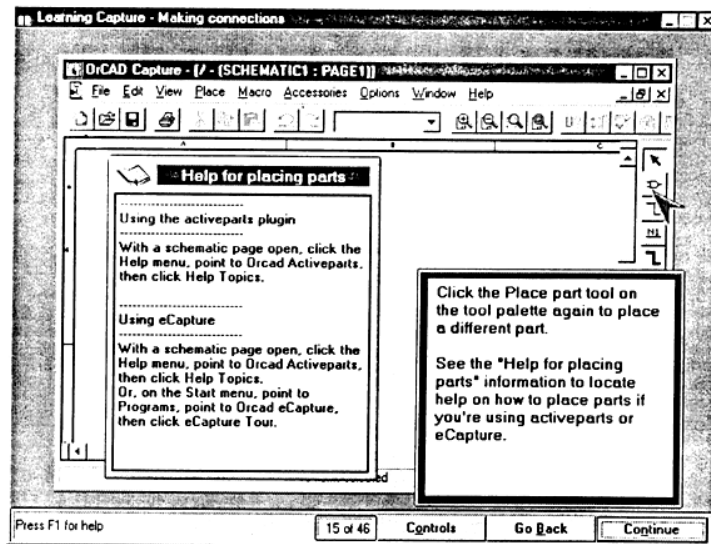 Learning Capture - Making connections
OrCAD Capture - [/ - (SCHEMATIC1 : PAGE1)]
File Edit View Place Macro Accessories Options Window Help
A B C
Help for placing parts
Using the activeparts plugin
With a schematic page open, click the
Help menu, point to Orcad Activeparts,
then click Help Topics.
Using eCapture
With a schematic page open, click the
Help menu, point to Orcad Activeparts,
then click Help Topics.
Or, on the Start menu, point to
Programs, point to Orcad eCapture,
then click eCapture Tour.
N1
Click the Place part tool on
the tool palette again to place
a different part.
See the "Help for placing
parts" information to locate
help on how to place parts if
you're using activeparts or
eCapture.
Press F1 for help
15 of 46 Controls Go Back Continue